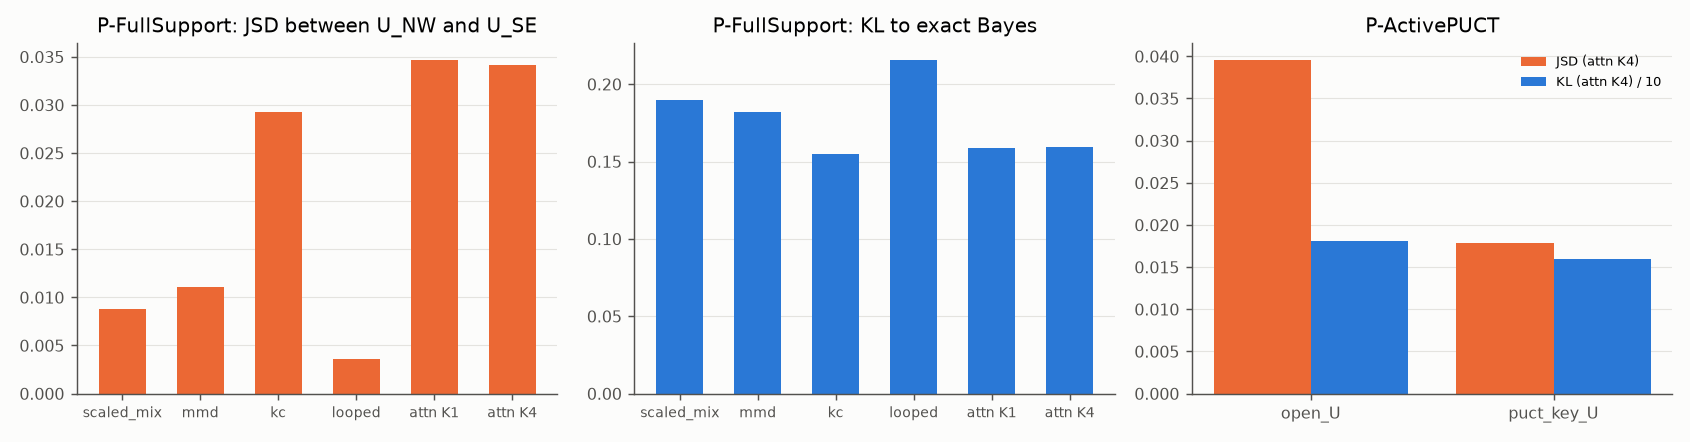 P-FullSupport: JSD between U_NW and U_SE
0.035
0.030
0.025
0.020
0.015
0.010
0.005
0.000
scaled_mix mmd kc looped attn K1 attn K4
P-FullSupport: KL to exact Bayes
0.20
0.15
0.10
0.05
0.00
scaled_mix mmd kc looped attn K1 attn K4
P-ActivePUCT
JSD (attn K4)
KL (attn K4) / 10
0.040
0.035
0.030
0.025
0.020
0.015
0.010
0.005
0.000
open_U puct_key_U